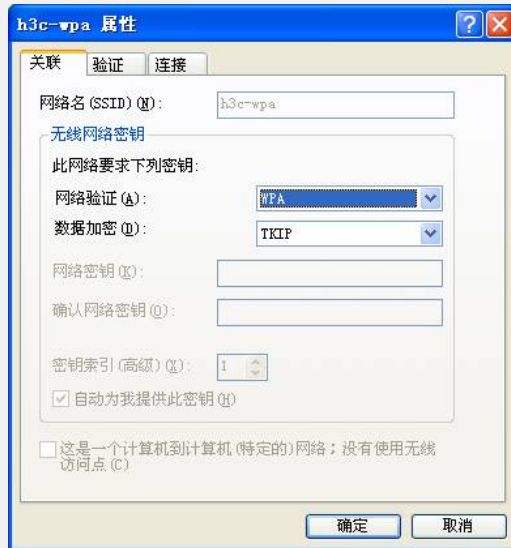 h3c-wpa 属性
关联 验证 连接
网络名(SSID)(N): h3c-wpa
无线网络密钥
此网络要求下列密钥:
网络验证(A): WPA
数据加密(D): TKIP
网络密钥(K):
确认网络密钥(O):
密钥索引(高级)(X): 1
自动为我提供此密钥(H)
这是一个计算机到计算机(特定的)网络;没有使用无线
访问点(C)
确定 取消